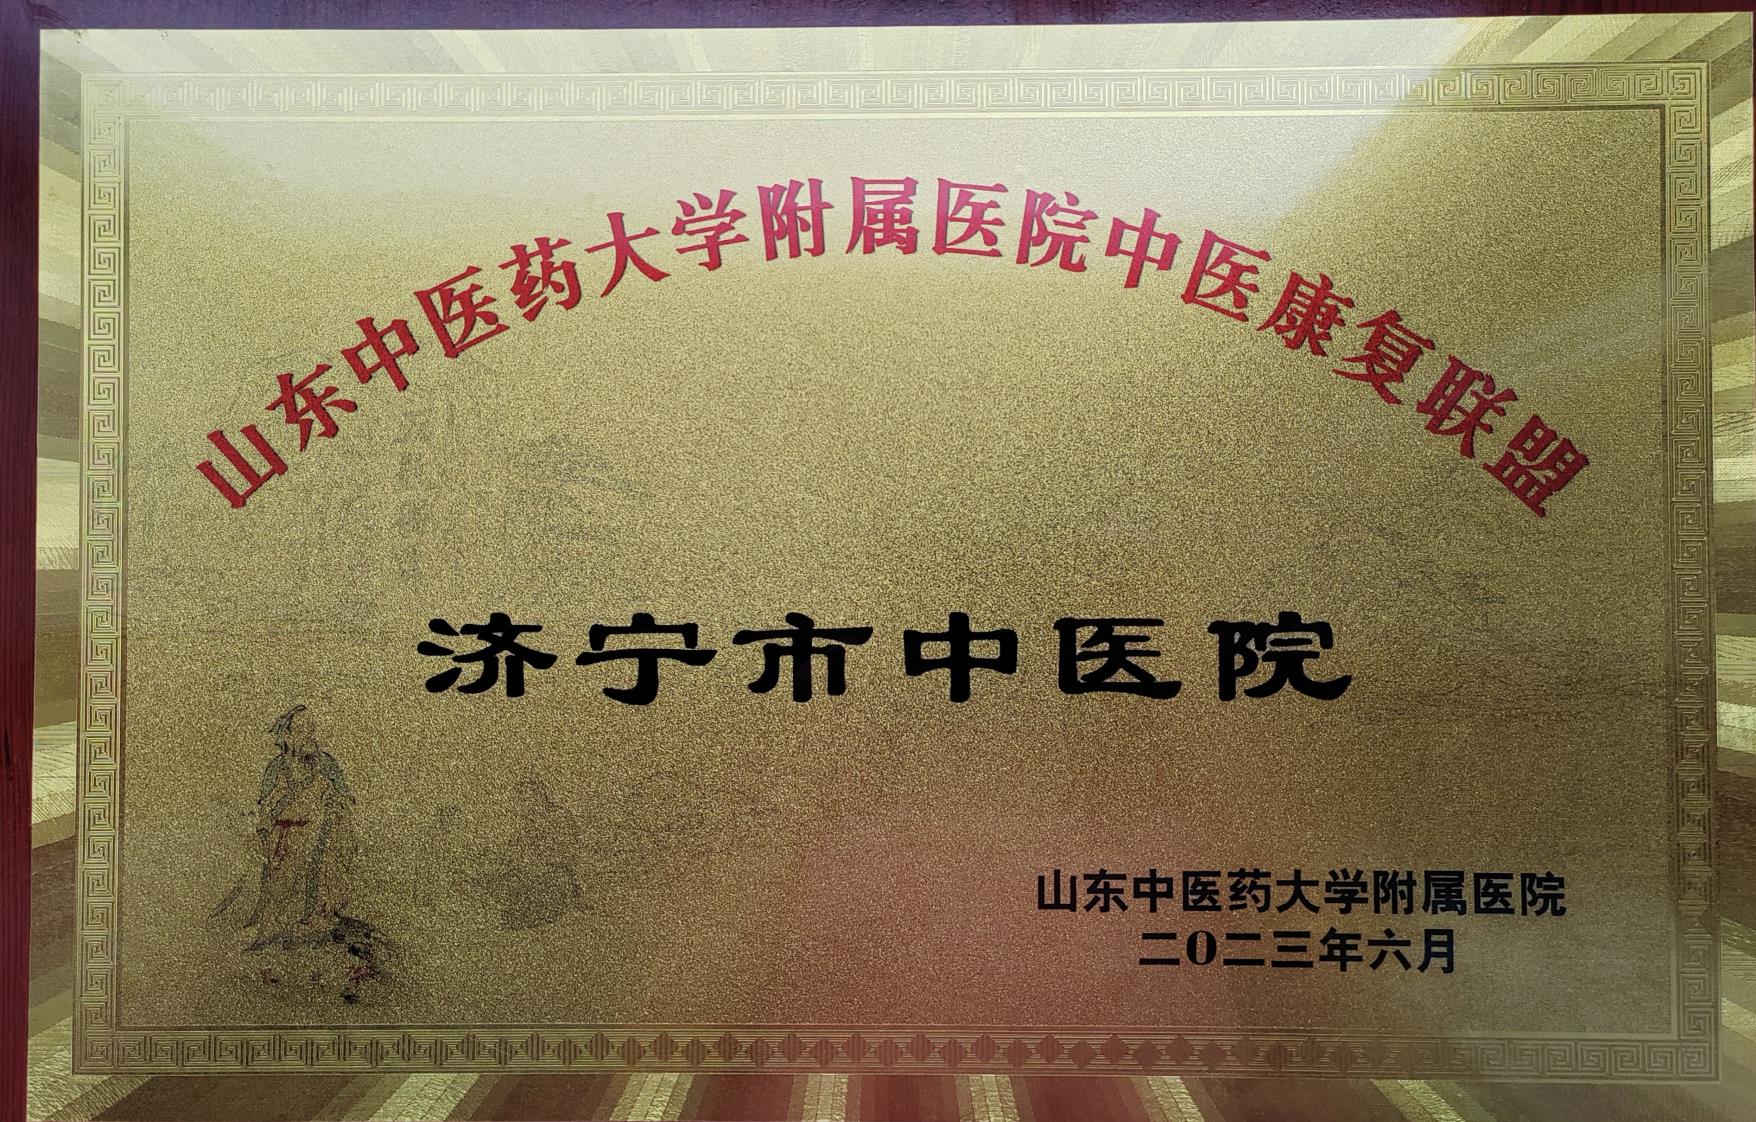 山东中医药大学附属医院中医康复联盟
济宁市中医院
山东中医药大学附属医院
二0二三年六月